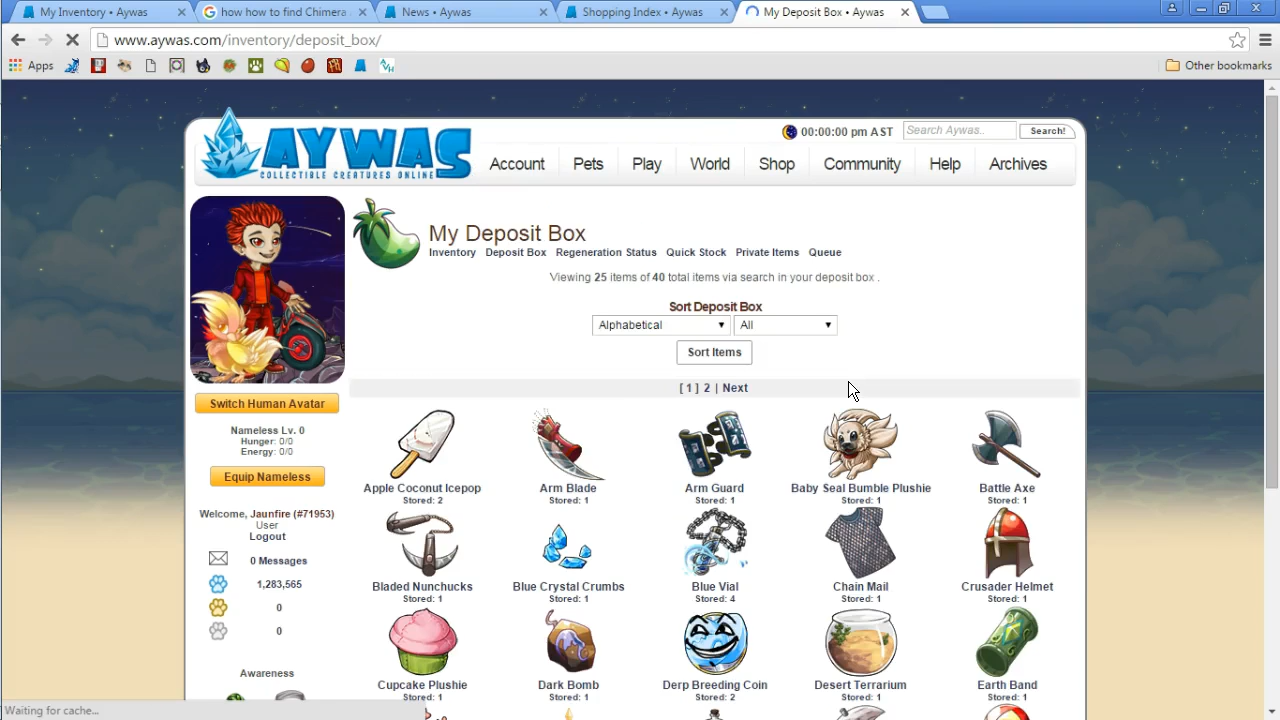 My Inventory • Aywas
how how to find Chimera
News • Aywas
Shopping Index • Aywas
My Deposit Box • Aywas
www.aywas.com/inventory/deposit_box/
Apps
Other bookmarks
AYWAS
COLLECTIBLE CREATURES ONLINE
00:00:00 pm AST
Search Aywas..
Search!
Account
Pets
Play
World
Shop
Community
Help
Archives
My Deposit Box
Inventory Deposit Box Regeneration Status Quick Stock Private Items Queue
Viewing 25 items of 40 total items via search in your deposit box .
Sort Deposit Box
Alphabetical
All
Sort Items
[ 1 ] 2 | Next
Switch Human Avatar
Nameless Lv. 0
Hunger: 0/0
Energy: 0/0
Equip Nameless
Welcome, Jaunfire (#71953)
User
Logout
0 Messages
1,283,565
0
0
Awareness
Apple Coconut Icepop
Stored: 2
Arm Blade
Stored: 1
Arm Guard
Stored: 1
Baby Seal Bumble Plushie
Stored: 1
Battle Axe
Stored: 1
Bladed Nunchucks
Stored: 1
Blue Crystal Crumbs
Stored: 1
Blue Vial
Stored: 4
Chain Mail
Stored: 1
Crusader Helmet
Stored: 1
Cupcake Plushie
Stored: 1
Dark Bomb
Stored: 1
Derp Breeding Coin
Stored: 2
Desert Terrarium
Stored: 1
Earth Band
Stored: 1
Waiting for cache...